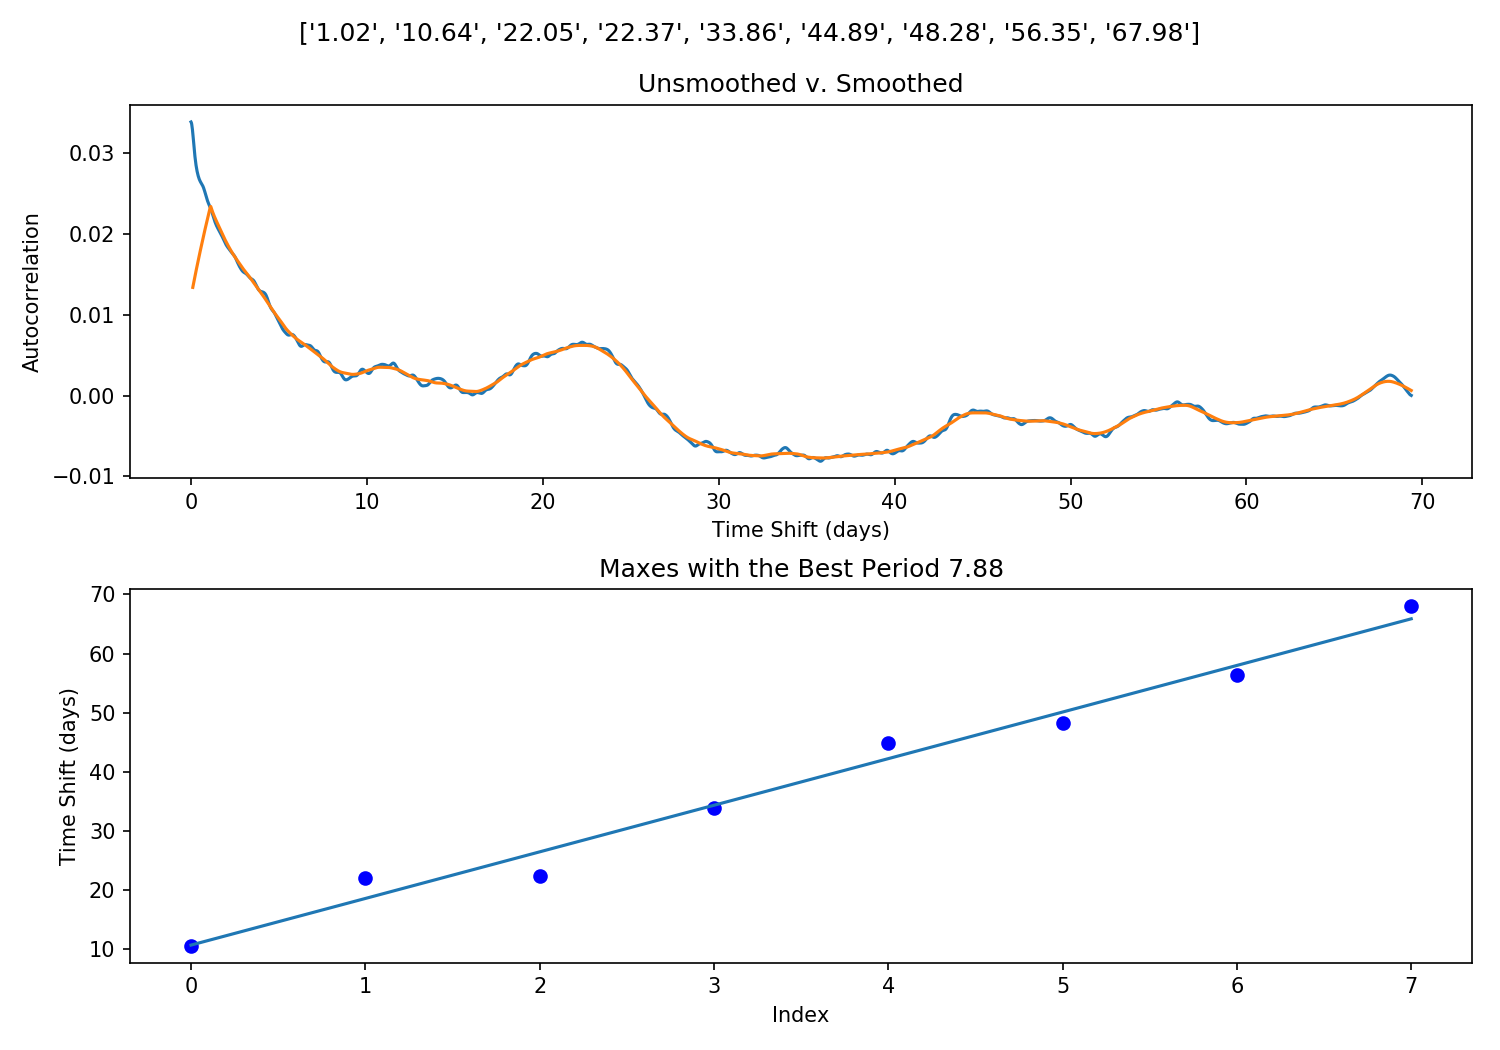 ['1.02', '10.64', '22.05', '22.37', '33.86', '44.89', '48.28', '56.35', '67.98']
Unsmoothed v. Smoothed
Autocorrelation
0.03
0.02
0.01
0.00
−0.01
0 10 20 30 40 50 60 70
Time Shift (days)
Maxes with the Best Period 7.88
Time Shift (days)
70
60
50
40
30
20
10
0 1 2 3 4 5 6 7
Index